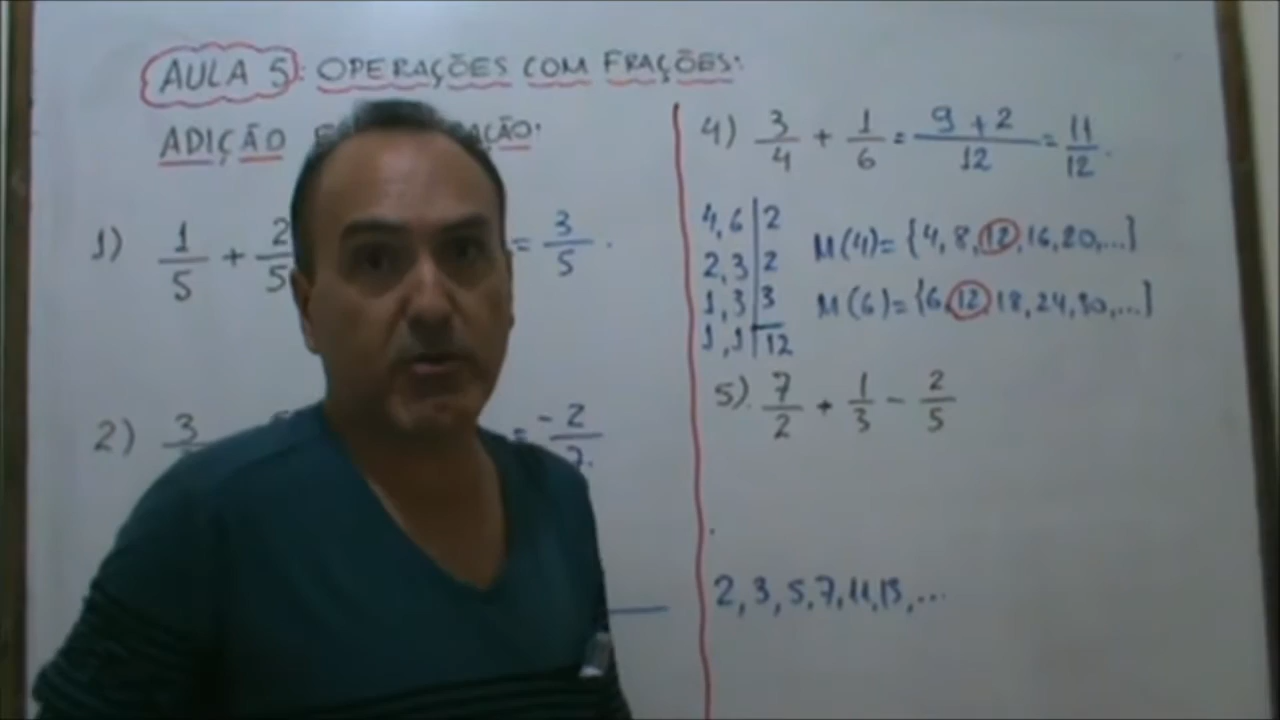 AULA 5: OPERAÇÕES COM FRAÇÕES:
ADIÇÃO
1) 1/5 + 2/5 = 3/5.
2) 3 = -2/7.
4) 3/4 + 1/6 = 9+2/12 = 11/12.
4,6 | 2
2,3 | 2
1,3 | 3
1,1 | 12
M(4)= {4,8,12,16,20,...}
M(6)= {6,12,18,24,30,...}
5) 7/2 + 1/3 - 2/5
2,3,5,7,11,13,...